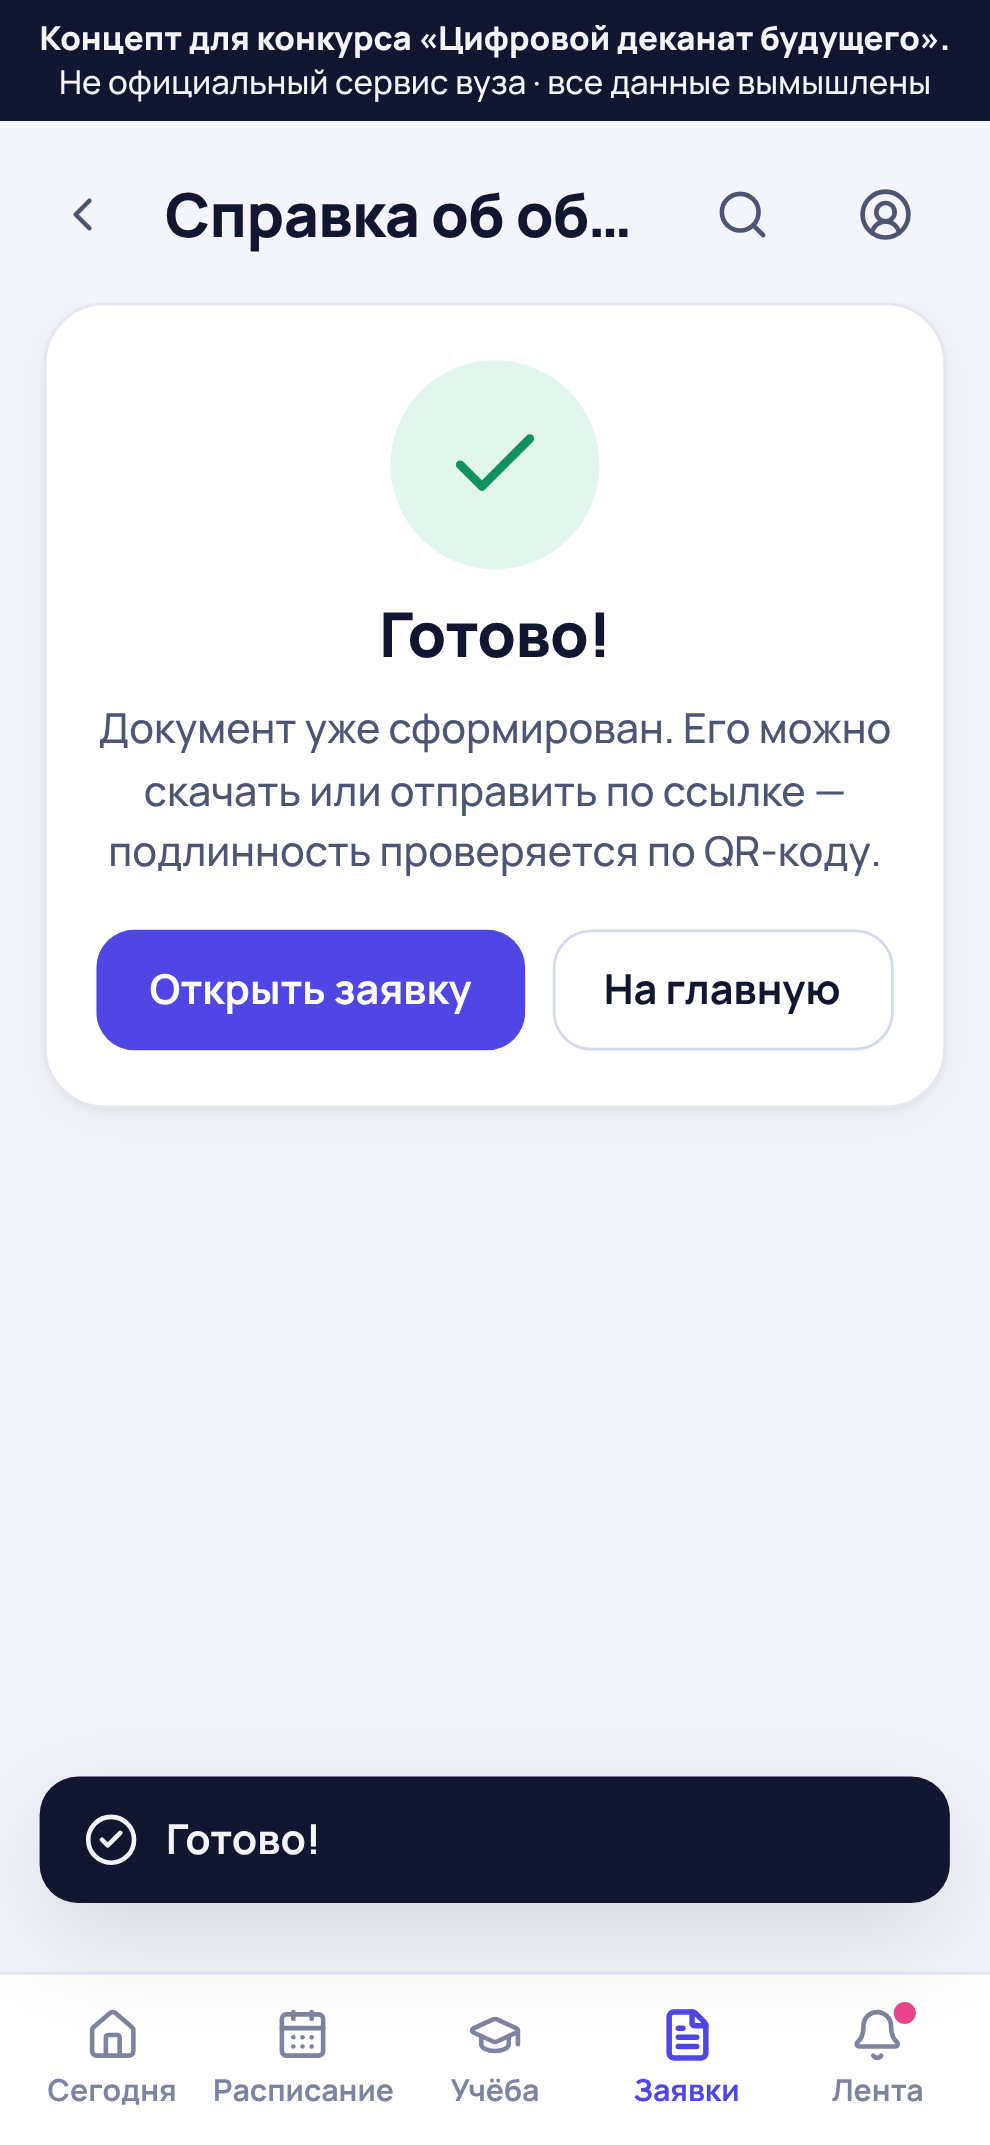 Концепт для конкурса «Цифровой деканат будущего».
Не официальный сервис вуза · все данные вымышлены
Справка об об…
Готово!
Документ уже сформирован. Его можно
скачать или отправить по ссылке —
подлинность проверяется по QR-коду.
Открыть заявку
На главную
Готово!
Сегодня
Расписание
Учёба
Заявки
Лента